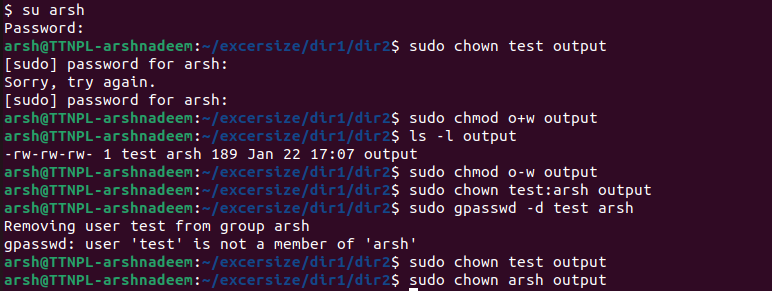 $ su arsh
Password:
arsh@TTNPL-arshnadeem:~/excersize/dir1/dir2$ sudo chown test output
[sudo] password for arsh:
Sorry, try again.
[sudo] password for arsh:
arsh@TTNPL-arshnadeem:~/excersize/dir1/dir2$ sudo chmod o+w output
arsh@TTNPL-arshnadeem:~/excersize/dir1/dir2$ ls -l output
-rw-rw-rw- 1 test arsh 189 Jan 22 17:07 output
arsh@TTNPL-arshnadeem:~/excersize/dir1/dir2$ sudo chmod o-w output
arsh@TTNPL-arshnadeem:~/excersize/dir1/dir2$ sudo chown test:arsh output
arsh@TTNPL-arshnadeem:~/excersize/dir1/dir2$ sudo gpasswd -d test arsh
Removing user test from group arsh
gpasswd: user 'test' is not a member of 'arsh'
arsh@TTNPL-arshnadeem:~/excersize/dir1/dir2$ sudo chown test output
arsh@TTNPL-arshnadeem:~/excersize/dir1/dir2$ sudo chown arsh output